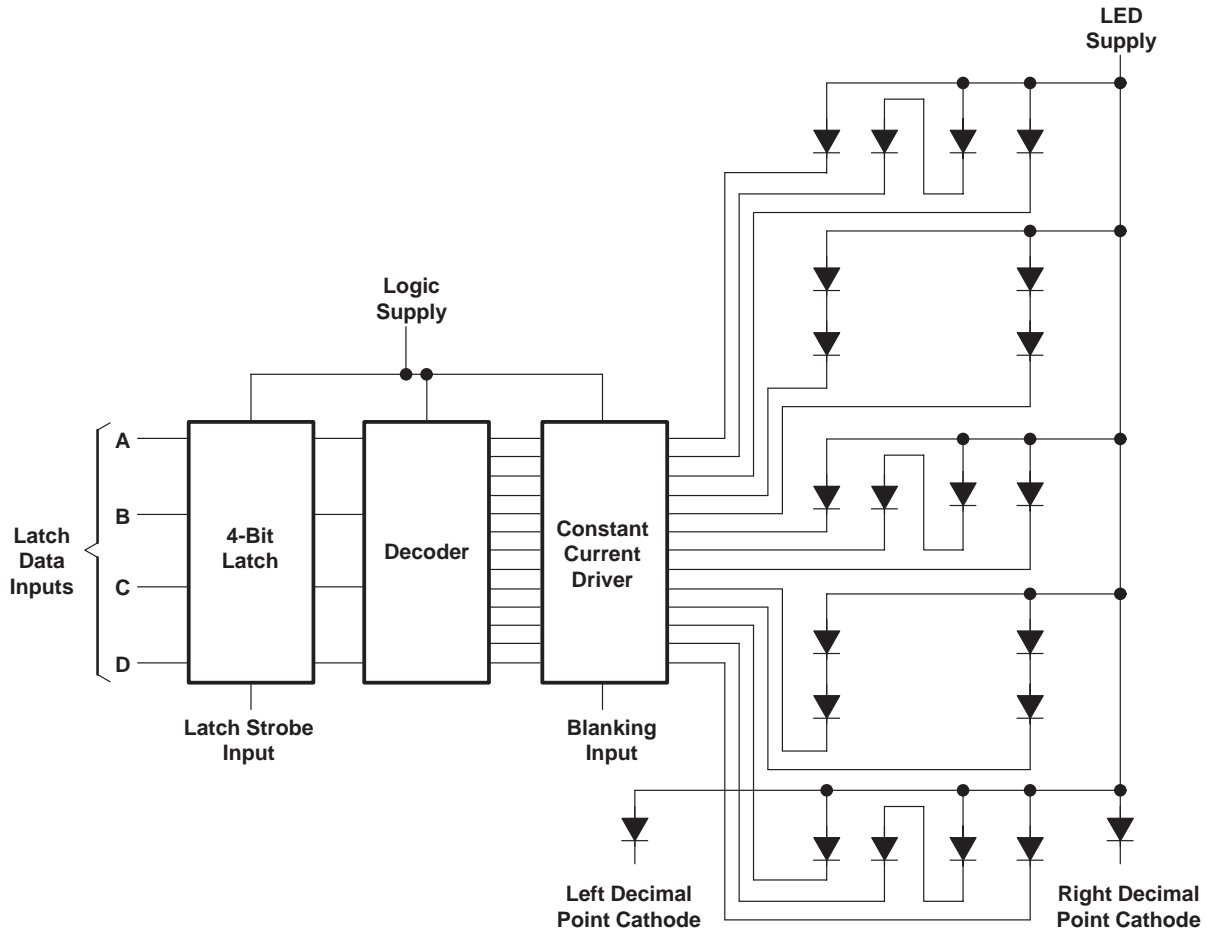 LED
Supply
Logic
Supply
A
B
C
D
Latch
Data
Inputs
4-Bit
Latch
Decoder
Constant
Current
Driver
Latch Strobe
Input
Blanking
Input
Left Decimal
Point Cathode
Right Decimal
Point Cathode